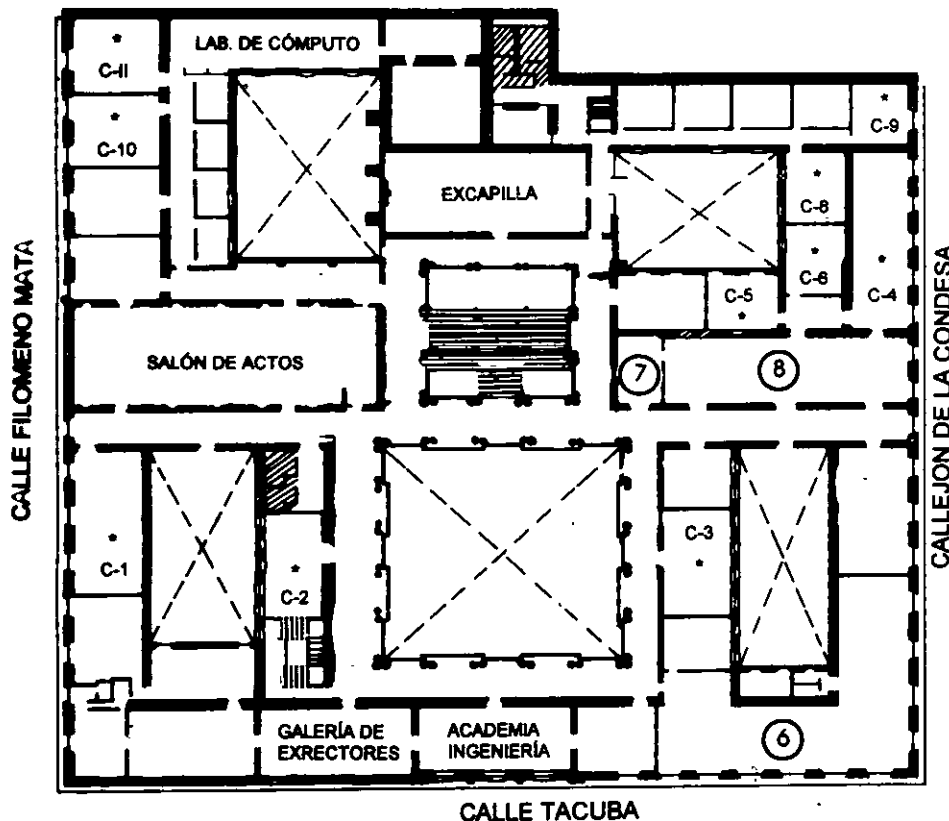 LAB. DE CÓMPUTO
C-II
C-10
C-9
EXCAPILLA
C-8
C-6
C-5
C-4
SALÓN DE ACTOS
7
8
CALLE FILOMENO MATA
CALLEJON DE LA CONDESA
C-1
C-2
C-3
GALERÍA DE
EXRECTORES
ACADEMIA
INGENIERÍA
6
CALLE TACUBA